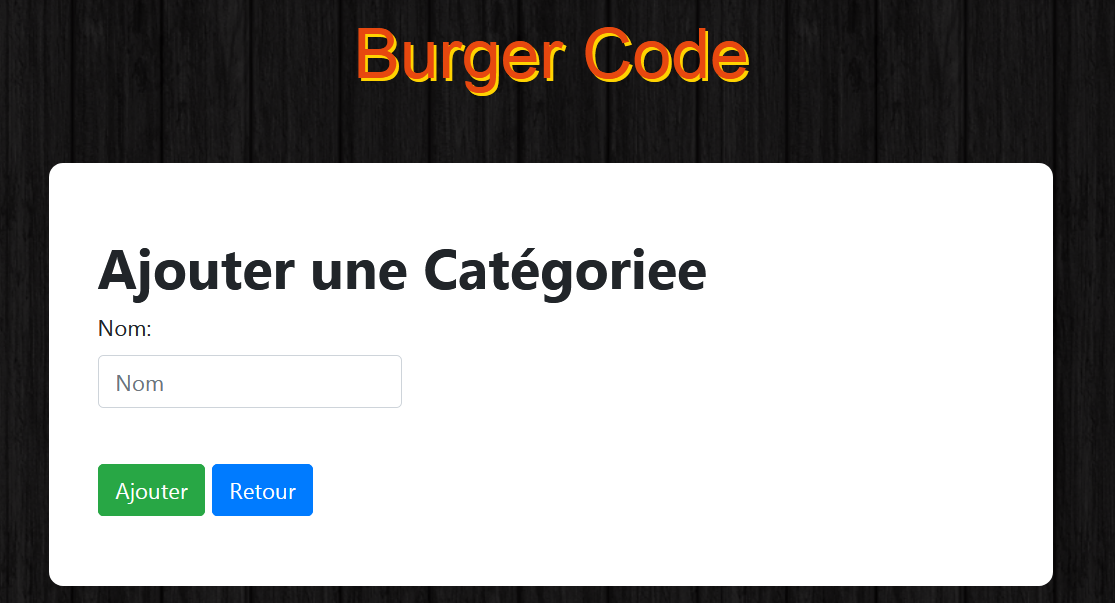 Burger Code
Ajouter une Catégoriee
Nom:
Nom
Ajouter Retour